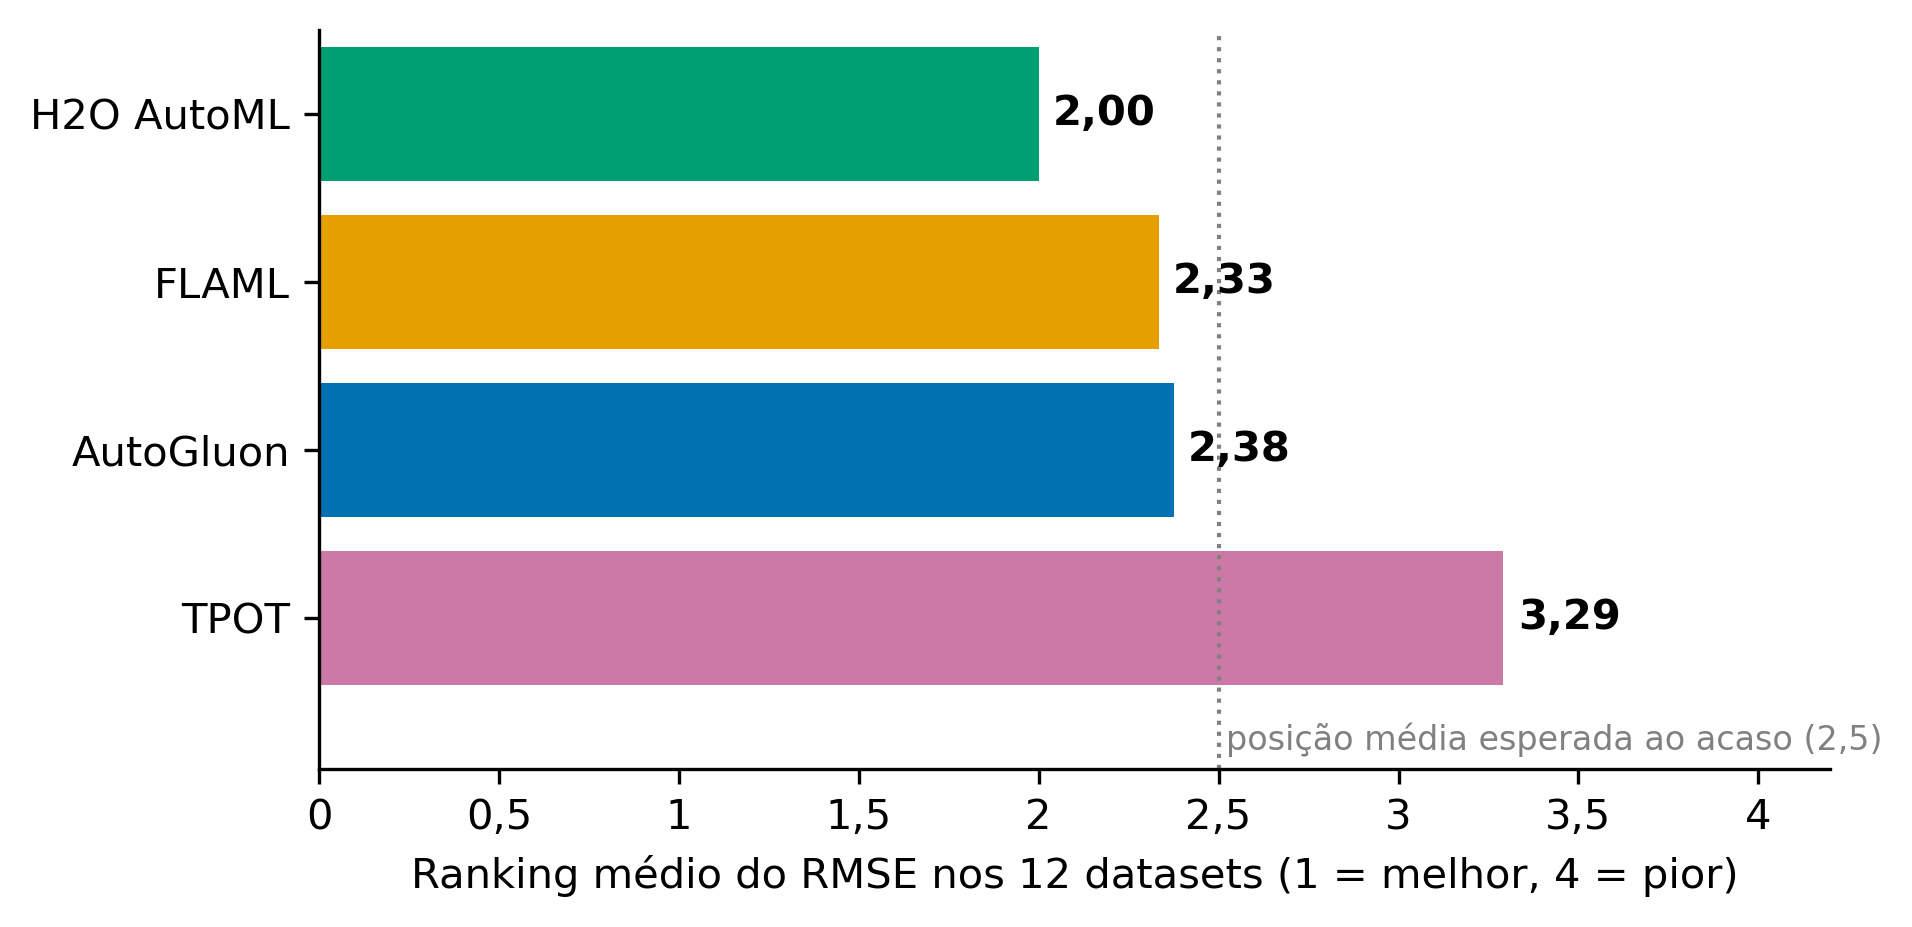 H2O AutoML
2,00
FLAML
2,33
AutoGluon
2,38
TPOT
3,29
posição média esperada ao acaso (2,5)
0 0,5 1 1,5 2 2,5 3 3,5 4
Ranking médio do RMSE nos 12 datasets (1 = melhor, 4 = pior)